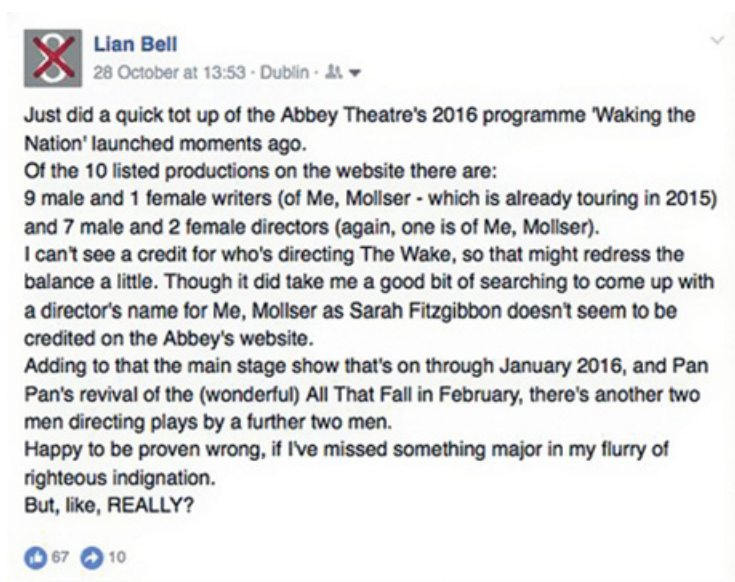 Lian Bell
28 October at 13:53 · Dublin ·
Just did a quick tot up of the Abbey Theatre's 2016 programme 'Waking the
Nation' launched moments ago.
Of the 10 listed productions on the website there are:
9 male and 1 female writers (of Me, Mollser - which is already touring in 2015)
and 7 male and 2 female directors (again, one is of Me, Mollser).
I can't see a credit for who's directing The Wake, so that might redress the
balance a little. Though it did take me a good bit of searching to come up with
a director's name for Me, Mollser as Sarah Fitzgibbon doesn't seem to be
credited on the Abbey's website.
Adding to that the main stage show that's on through January 2016, and Pan
Pan's revival of the (wonderful) All That Fall in February, there's another two
men directing plays by a further two men.
Happy to be proven wrong, if I've missed something major in my flurry of
righteous indignation.
But, like, REALLY?
67 10